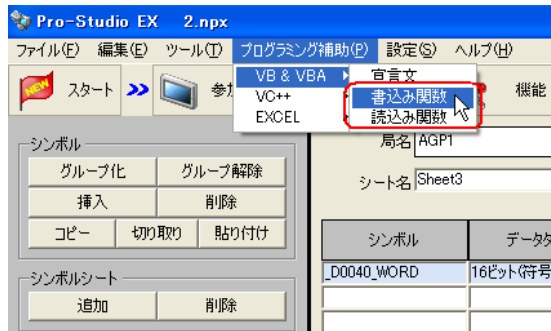 Pro-Studio EX 2.npx
ファイル(F) 編集(E) ツール(T) プログラミング補助(P) 設定(S) ヘルプ(H)
VB & VBA 宣言文
VC++ 書込み関数
EXCEL 読込み関数
NEW スタート 機能
シンボル
グループ化 グループ解除
挿入 削除
コピー 切り取り 貼り付け
シンボルシート
追加 削除
局名 AGP1
シート名 Sheet3
シンボル
_D0040_WORD 16ビット(符号